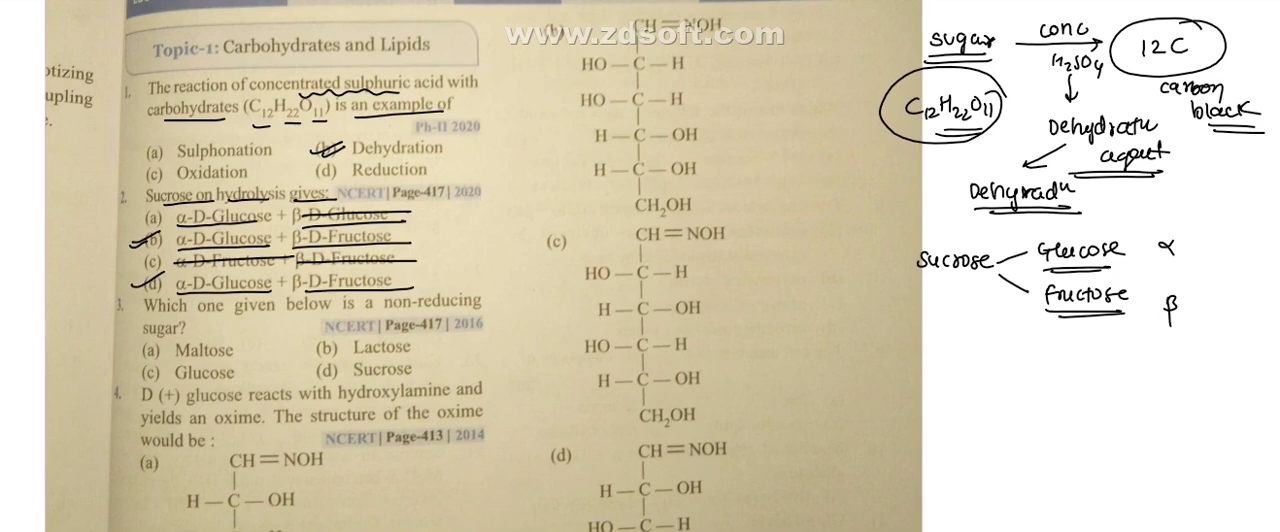 otizing
upling
e.
Topic-1: Carbohydrates and Lipids
1. The reaction of concentrated sulphuric acid with
carbohydrates (C₁₂H₂₂O₁₁) is an example of
Pb-II 2020
(a) Sulphonation (b) Dehydration
(c) Oxidation (d) Reduction
2. Sucrose on hydrolysis gives: NCERT | Page-417 | 2020
(a) α-D-Glucose + β-D-Glucose
(b) α-D-Glucose + β-D-Fructose
(c) α-D-Fructose + β-D-Fructose
(d) α-D-Glucose + β-D-Fructose
3. Which one given below is a non-reducing
sugar? NCERT | Page-417 | 2016
(a) Maltose (b) Lactose
(c) Glucose (d) Sucrose
4. D (+) glucose reacts with hydroxylamine and
yields an oxime. The structure of the oxime
would be : NCERT | Page-413 | 2014
(a) CH=NOH
H—C—OH
www.zdsoft.com
(b) CH=NOH
HO—C—H
HO—C—H
H—C—OH
H—C—OH
CH₂OH
(c) CH=NOH
HO—C—H
H—C—OH
HO—C—H
H—C—OH
CH₂OH
(d) CH=NOH
H—C—OH
HO—C—H
sugar conc H₂SO₄ 12C
C₁₂H₂₂O₁₁ carbon
black
Dehydratn
agent
Dehyradn
Sucrose Glucose α
fructose β